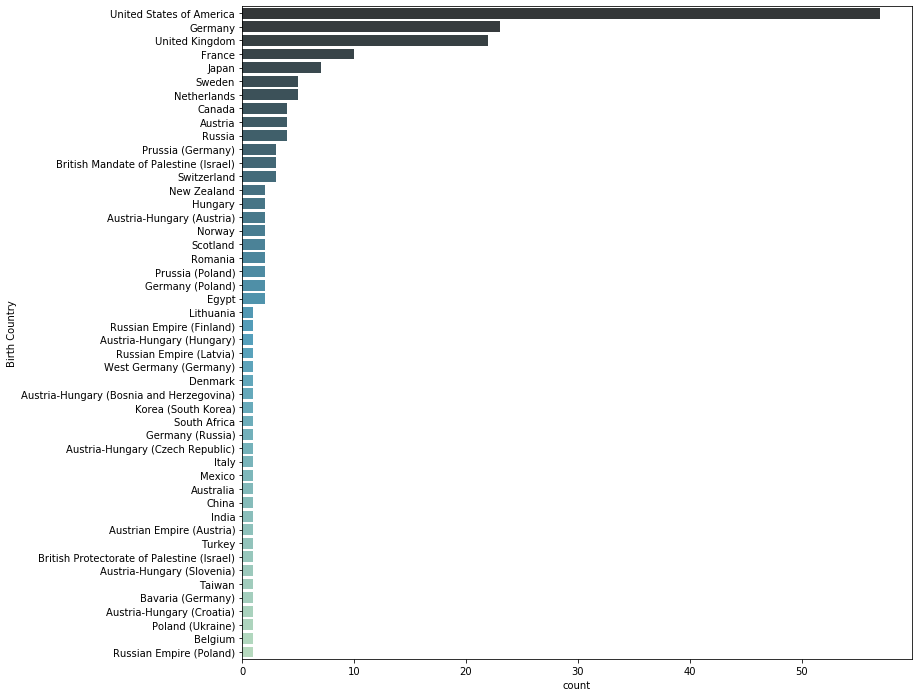 United States of America
Germany
United Kingdom
France
Japan
Sweden
Netherlands
Canada
Austria
Russia
Prussia (Germany)
British Mandate of Palestine (Israel)
Switzerland
New Zealand
Hungary
Austria-Hungary (Austria)
Norway
Scotland
Romania
Prussia (Poland)
Germany (Poland)
Egypt
Lithuania
Russian Empire (Finland)
Austria-Hungary (Hungary)
Russian Empire (Latvia)
West Germany (Germany)
Denmark
Austria-Hungary (Bosnia and Herzegovina)
Korea (South Korea)
South Africa
Germany (Russia)
Austria-Hungary (Czech Republic)
Italy
Mexico
Australia
China
India
Austrian Empire (Austria)
Turkey
British Protectorate of Palestine (Israel)
Austria-Hungary (Slovenia)
Taiwan
Bavaria (Germany)
Austria-Hungary (Croatia)
Poland (Ukraine)
Belgium
Russian Empire (Poland)
Birth Country
0 10 20 30 40 50
count